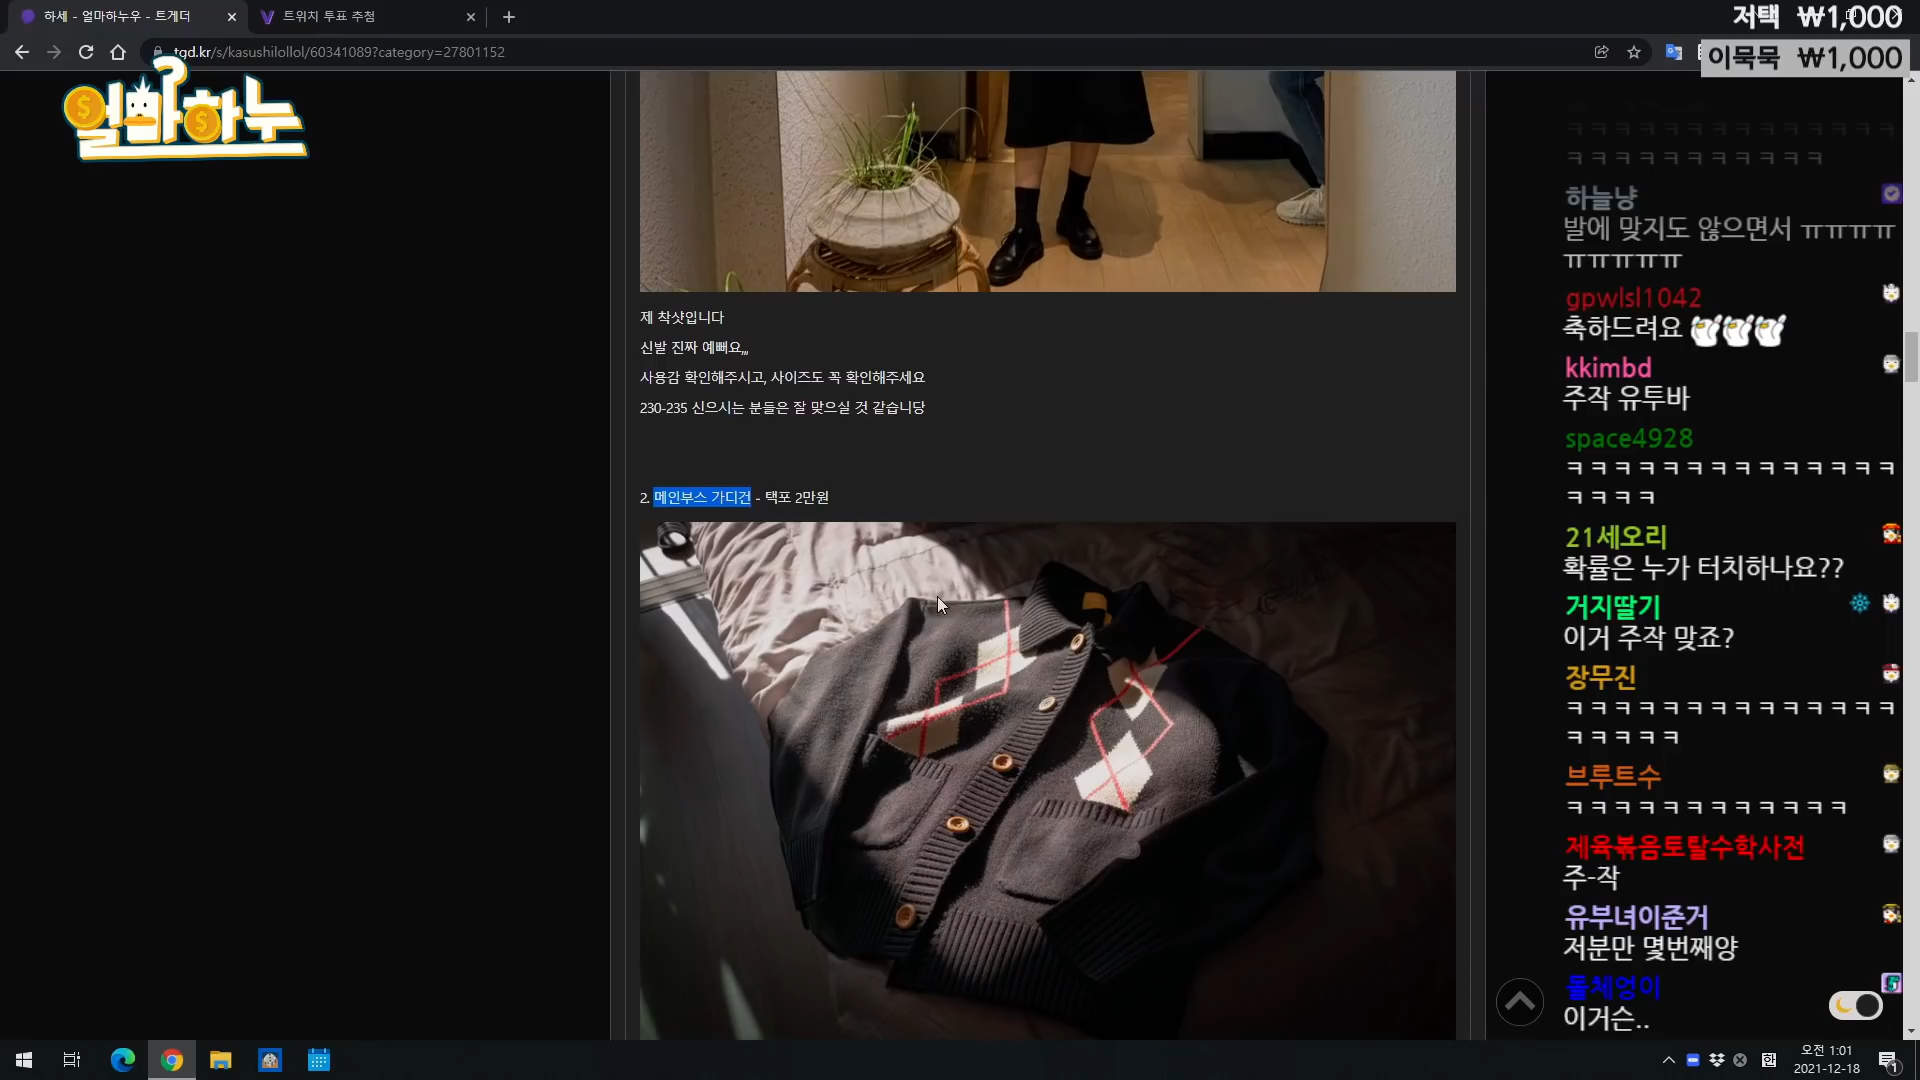 하세 - 얼마하누우 - 트게더
트위치 투표 추첨
tgd.kr/s/kasushilollol/60341089?category=27801152
저택 ₩1,000
이묵묵 ₩1,000
얼마하누?
제 착샷입니다
신발 진짜 예뻐요,,,
사용감 확인해주시고, 사이즈도 꼭 확인해주세요
230-235 신으시는 분들은 잘 맞으실 것 같습니당
2. 메인부스 가디건 - 택포 2만원
ㅋㅋㅋㅋㅋㅋㅋㅋㅋㅋㅋㅋㅋㅋ
ㅋㅋㅋㅋㅋㅋㅋㅋㅋㅋㅋ
하늘냥
발에 맞지도 않으면서 ㅠㅠㅠㅠ
ㅠㅠㅠㅠㅠ
gpwlsl1042
축하드려요
kkimbd
주작 유투바
space4928
ㅋㅋㅋㅋㅋㅋㅋㅋㅋㅋㅋㅋㅋㅋ
ㅋㅋㅋㅋ
21세오리
확률은 누가 터치하나요??
거지딸기
이거 주작 맞죠?
장무진
ㅋㅋㅋㅋㅋㅋㅋㅋㅋㅋㅋㅋㅋㅋ
ㅋㅋㅋㅋㅋ
브루트수
ㅋㅋㅋㅋㅋㅋㅋㅋㅋㅋㅋㅋ
제육볶음토탈수학사전
주-작
유부녀이준거
저분만 몇번째양
돌체엉이
이거슨..
한
오전 1:01
2021-12-18
1